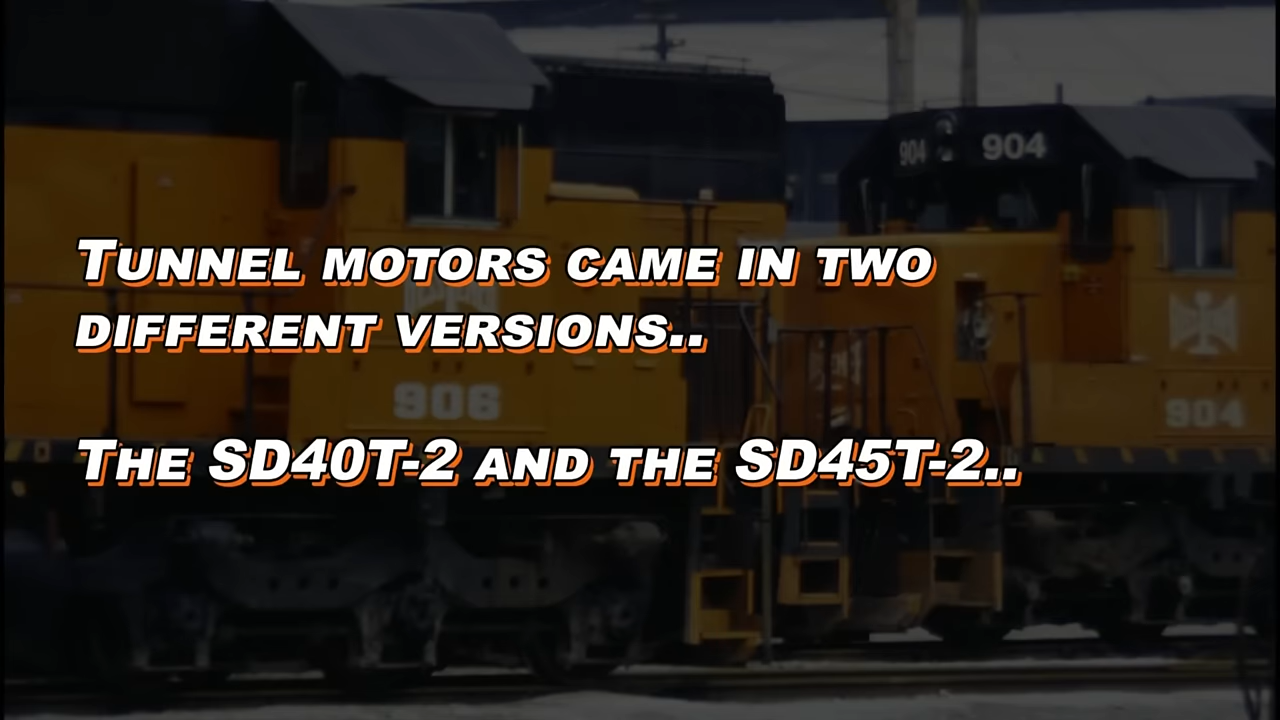 904 904
TUNNEL MOTORS CAME IN TWO
DIFFERENT VERSIONS..
906
904
THE SD40T-2 AND THE SD45T-2..